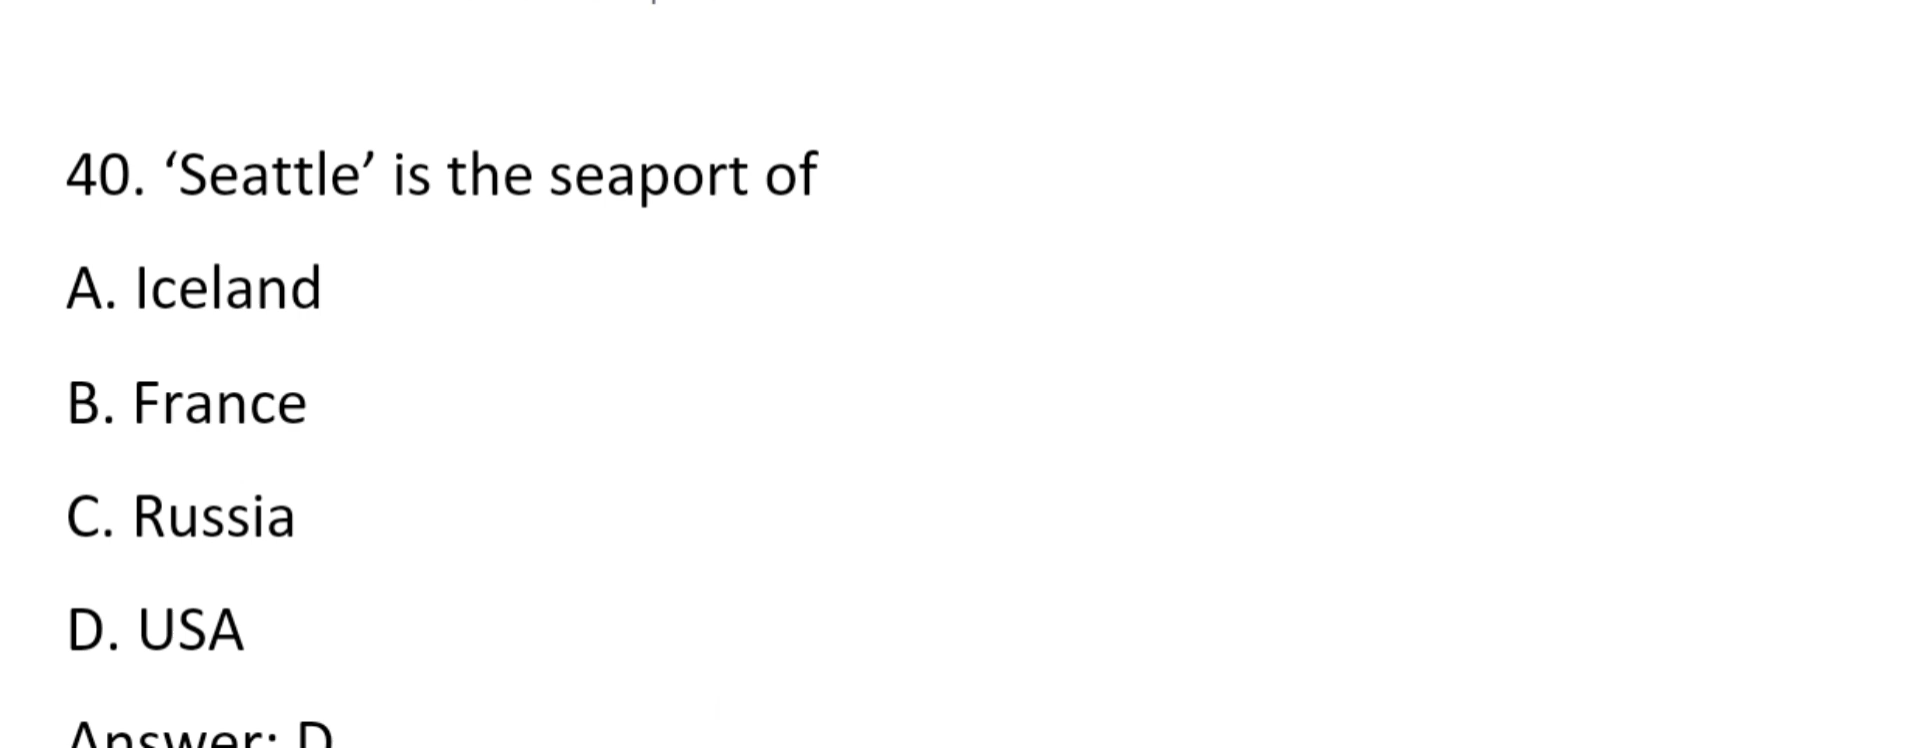 40. ‘Seattle’ is the seaport of
A. Iceland
B. France
C. Russia
D. USA
Answer: D